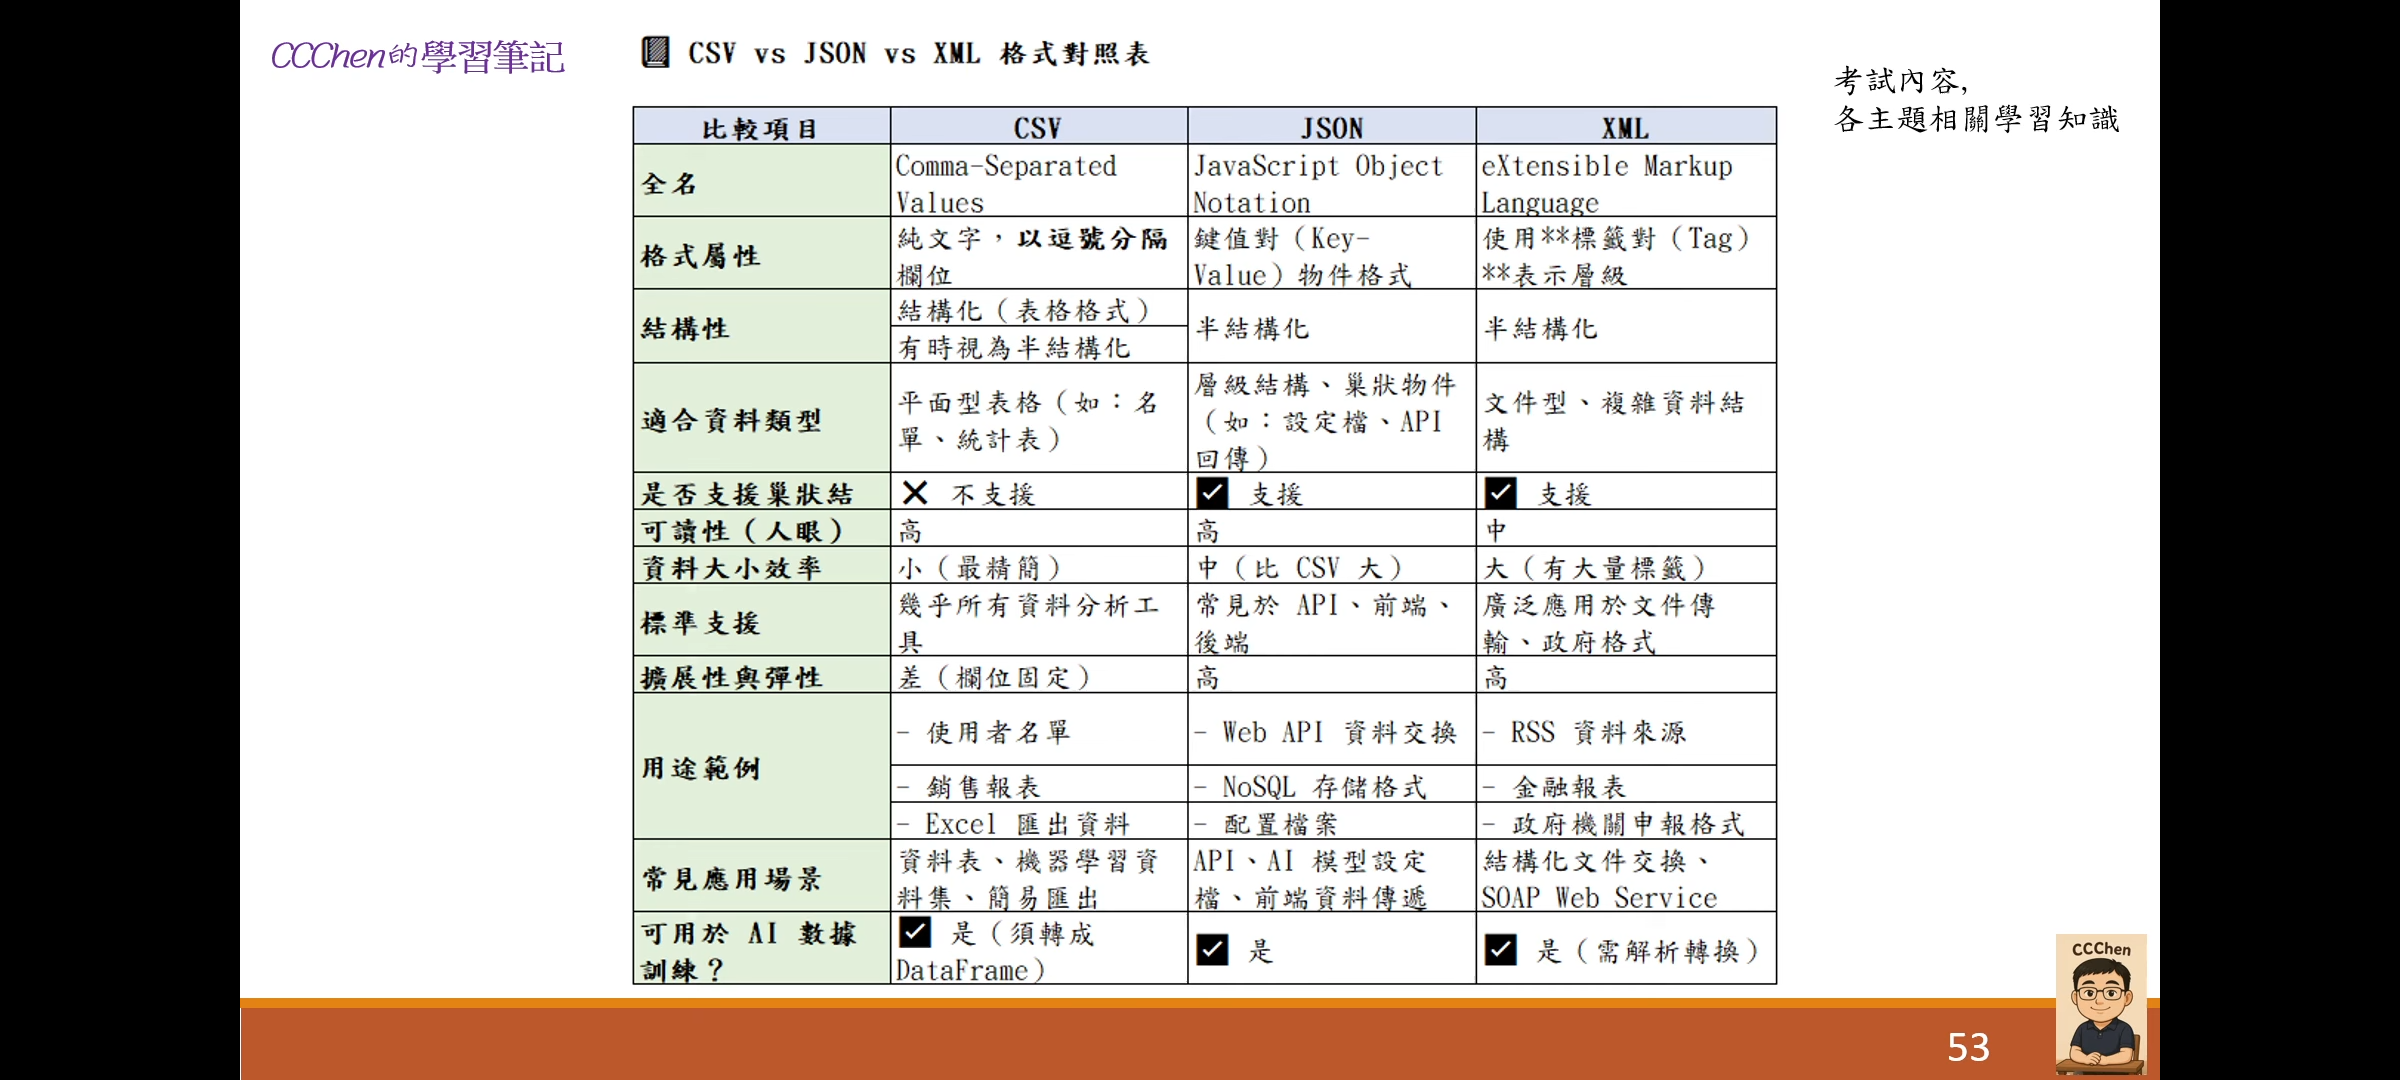 CCChen的學習筆記
CSV vs JSON vs XML 格式對照表
考試內容,
各主題相關學習知識
比較項目 CSV JSON XML
全名
Comma-Separated
Values
JavaScript Object
Notation
eXtensible Markup
Language
格式屬性
純文字，以逗號分隔
欄位
鍵值對（Key-
Value）物件格式
使用**標籤對（Tag）
**表示層級
結構性
結構化（表格格式）
有時視為半結構化
半結構化
半結構化
適合資料類型
平面型表格（如：名
單、統計表）
層級結構、巢狀物件
（如：設定檔、API
回傳）
文件型、複雜資料結
構
是否支援巢狀結 ❌ 不支援 ✅ 支援 ✅ 支援
可讀性（人眼） 高 高 中
資料大小效率 小（最精簡） 中（比 CSV 大） 大（有大量標籤）
標準支援
幾乎所有資料分析工
具
常見於 API、前端、
後端
廣泛應用於文件傳
輸、政府格式
擴展性與彈性 差（欄位固定） 高 高
用途範例
- 使用者名單 - Web API 資料交換 - RSS 資料來源
- 銷售報表 - NoSQL 存儲格式 - 金融報表
- Excel 匯出資料 - 配置檔案 - 政府機關申報格式
常見應用場景
資料表、機器學習資
料集、簡易匯出
API、AI 模型設定
檔、前端資料傳遞
結構化文件交換、
SOAP Web Service
可用於 AI 數據
訓練？
✅ 是（須轉成
DataFrame）
✅ 是
✅ 是（需解析轉換）
CCChen
53